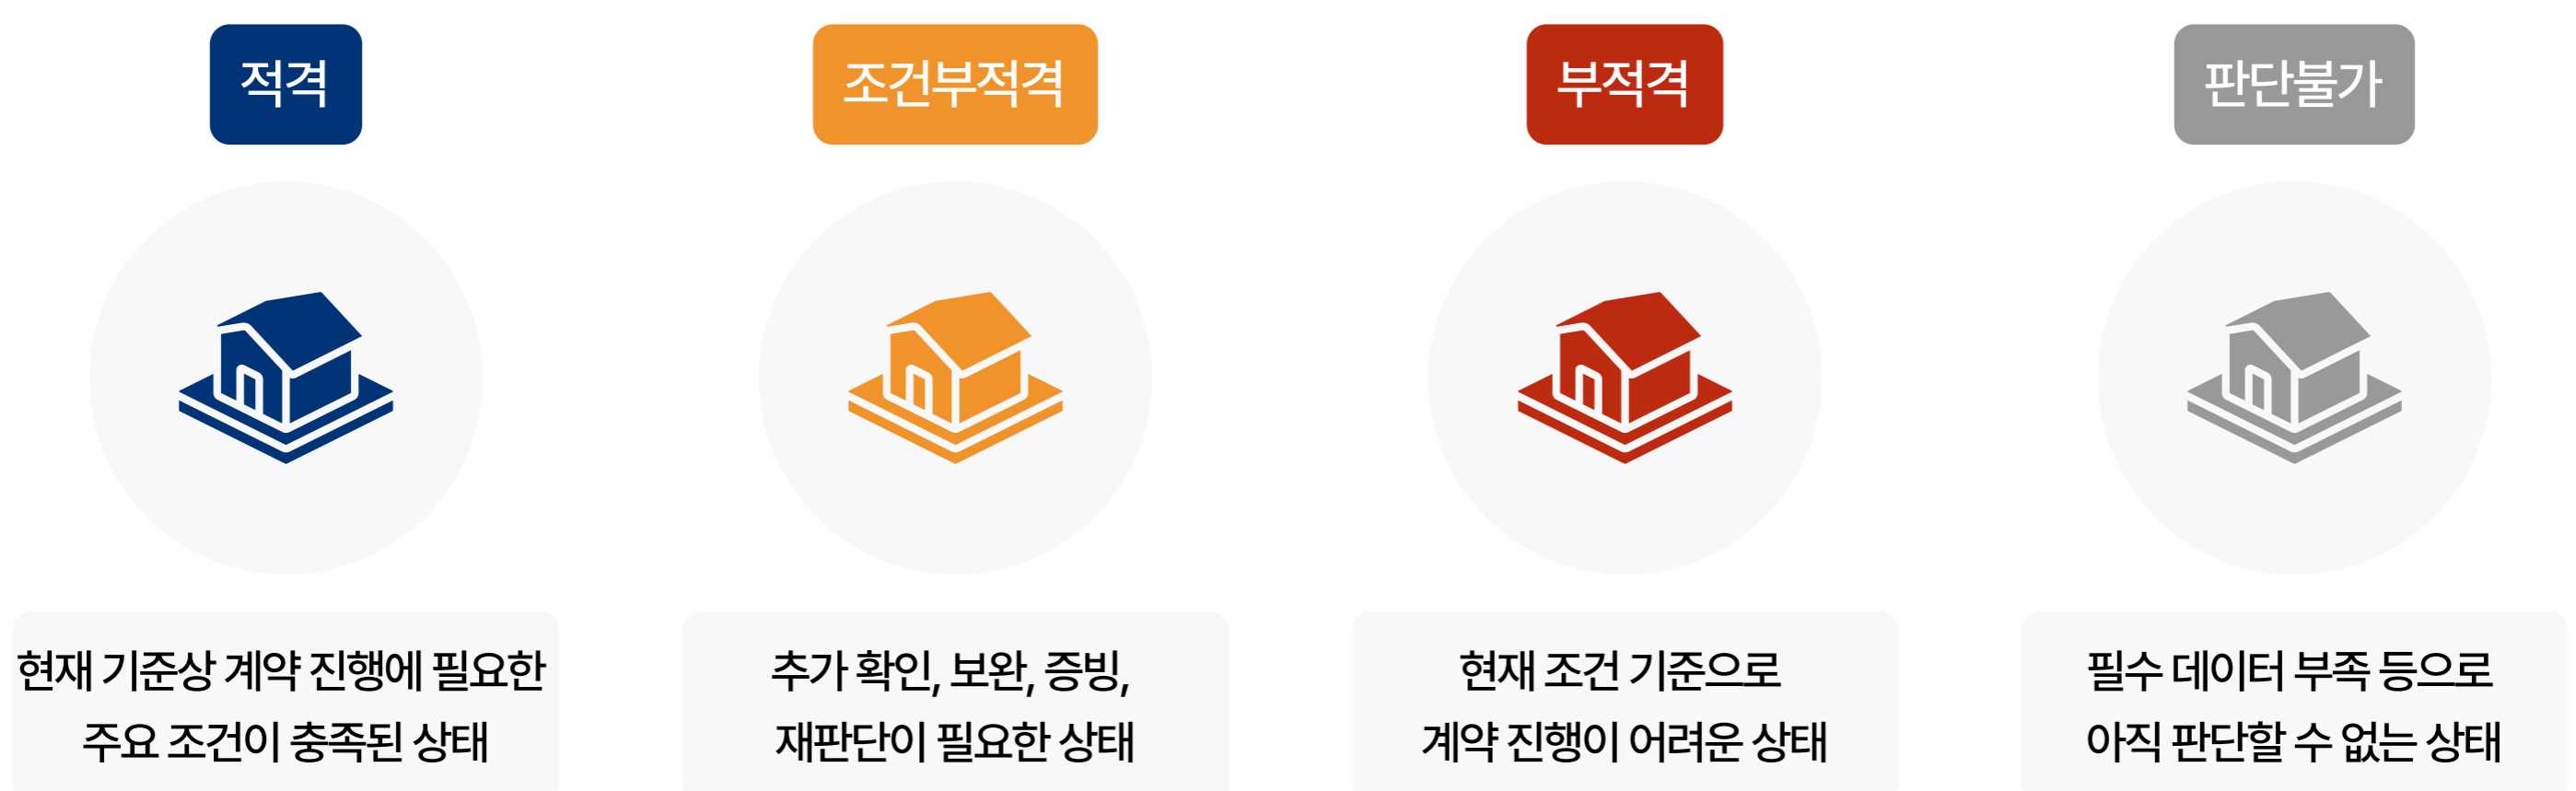 적격
현재 기준상 계약 진행에 필요한
주요 조건이 충족된 상태
조건부적격
추가 확인, 보완, 증빙,
재판단이 필요한 상태
부적격
현재 조건 기준으로
계약 진행이 어려운 상태
판단불가
필수 데이터 부족 등으로
아직 판단할 수 없는 상태